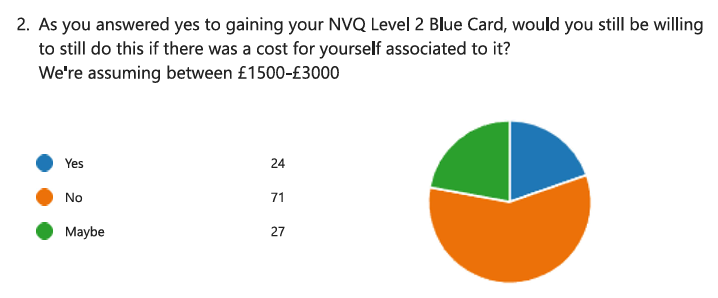 2. As you answered yes to gaining your NVQ Level 2 Blue Card, would you still be willing
to still do this if there was a cost for yourself associated to it?
We're assuming between £1500-£3000
Yes 24
No 71
Maybe 27